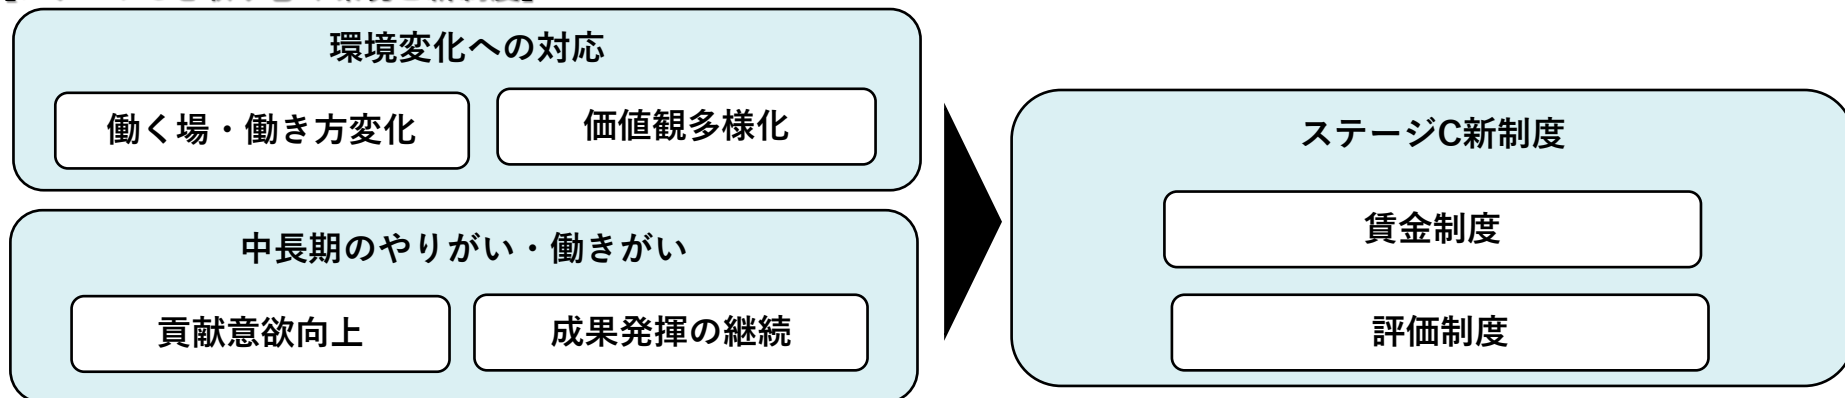 環境変化への対応
働く場・働き方変化
価値観多様化
中長期のやりがい・働きがい
貢献意欲向上
成果発揮の継続
ステージC新制度
賃金制度
評価制度